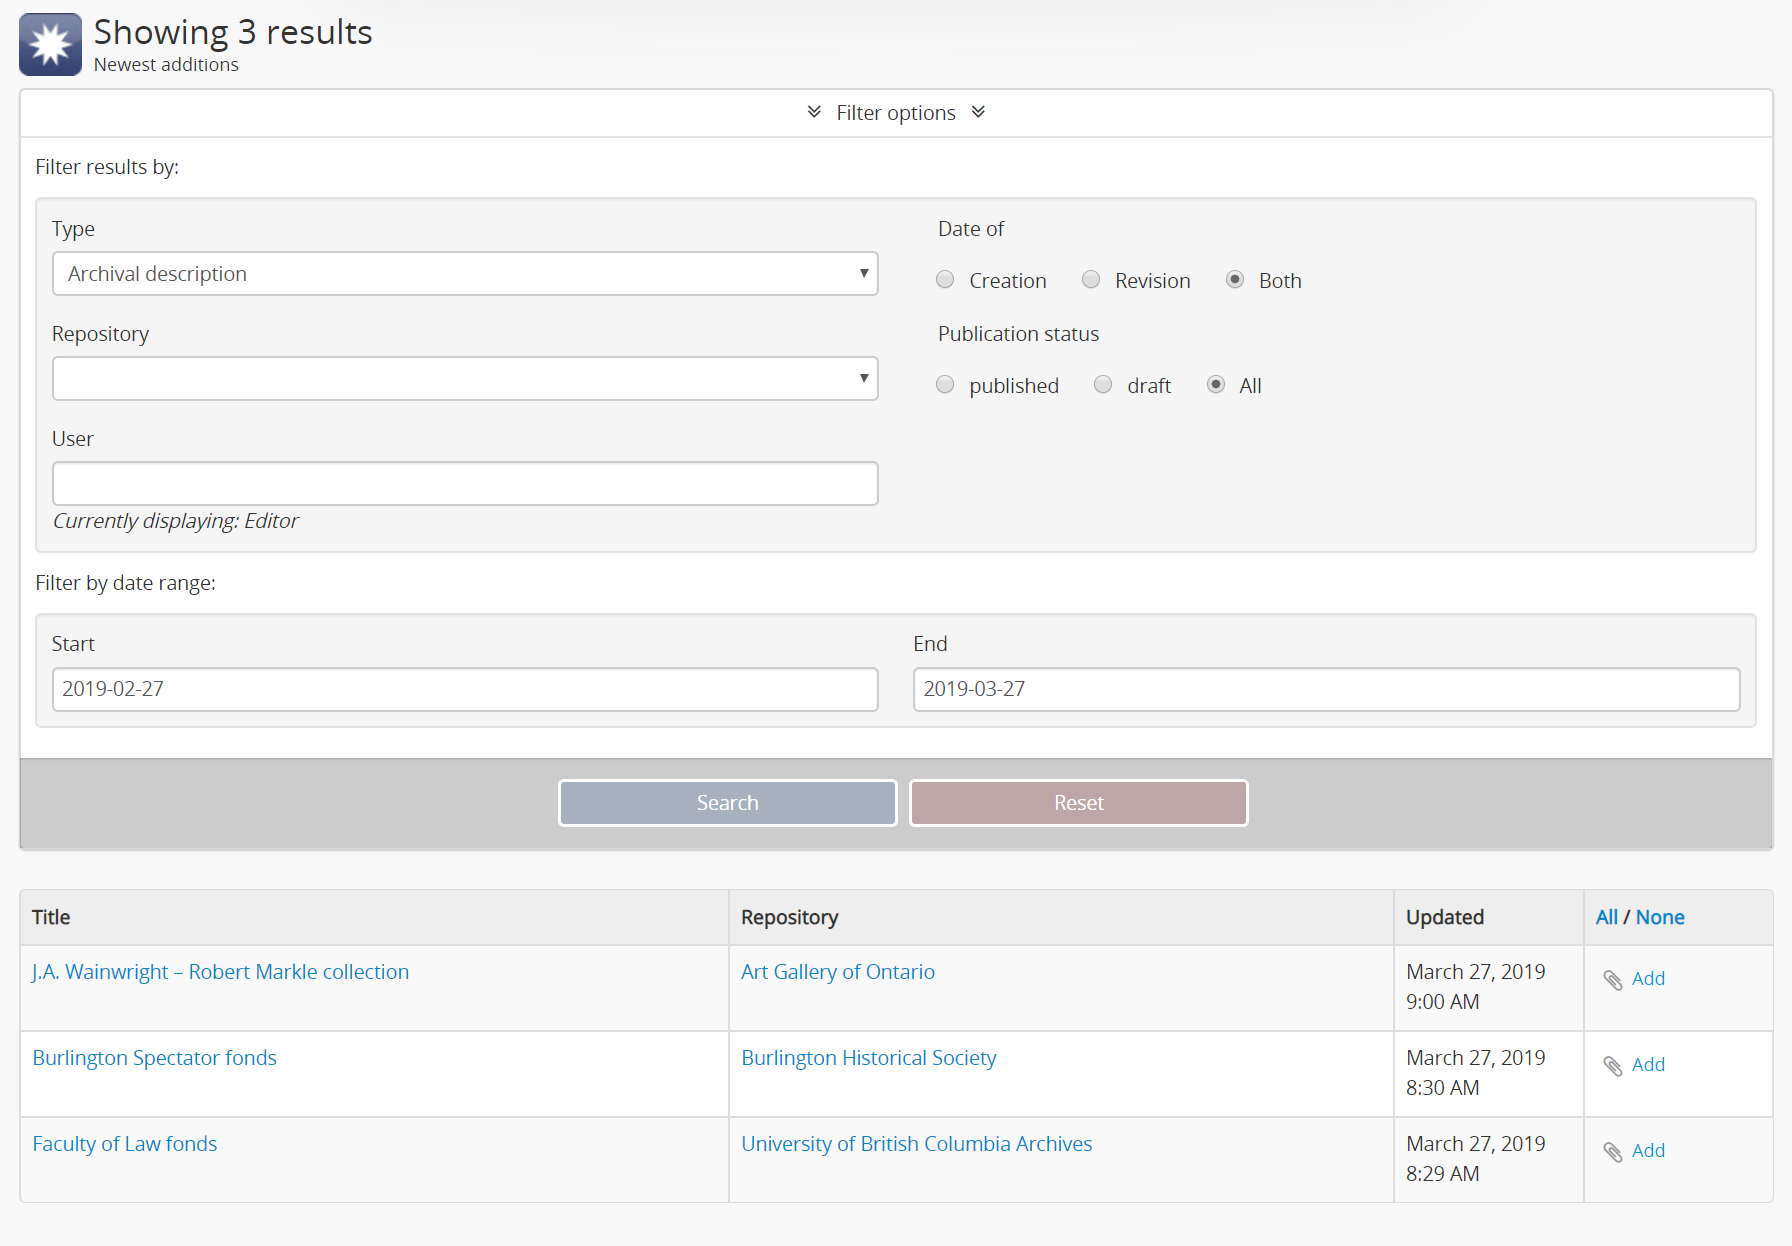 Showing 3 results
Newest additions
Filter options
Filter results by:
Type
Archival description
Date of
Creation Revision Both
Repository
Publication status
published draft All
User
Currently displaying: Editor
Filter by date range:
Start
2019-02-27
End
2019-03-27
Search Reset
Title Repository Updated All / None
J.A. Wainwright – Robert Markle collection Art Gallery of Ontario March 27, 2019 Add
9:00 AM
Burlington Spectator fonds Burlington Historical Society March 27, 2019 Add
8:30 AM
Faculty of Law fonds University of British Columbia Archives March 27, 2019 Add
8:29 AM